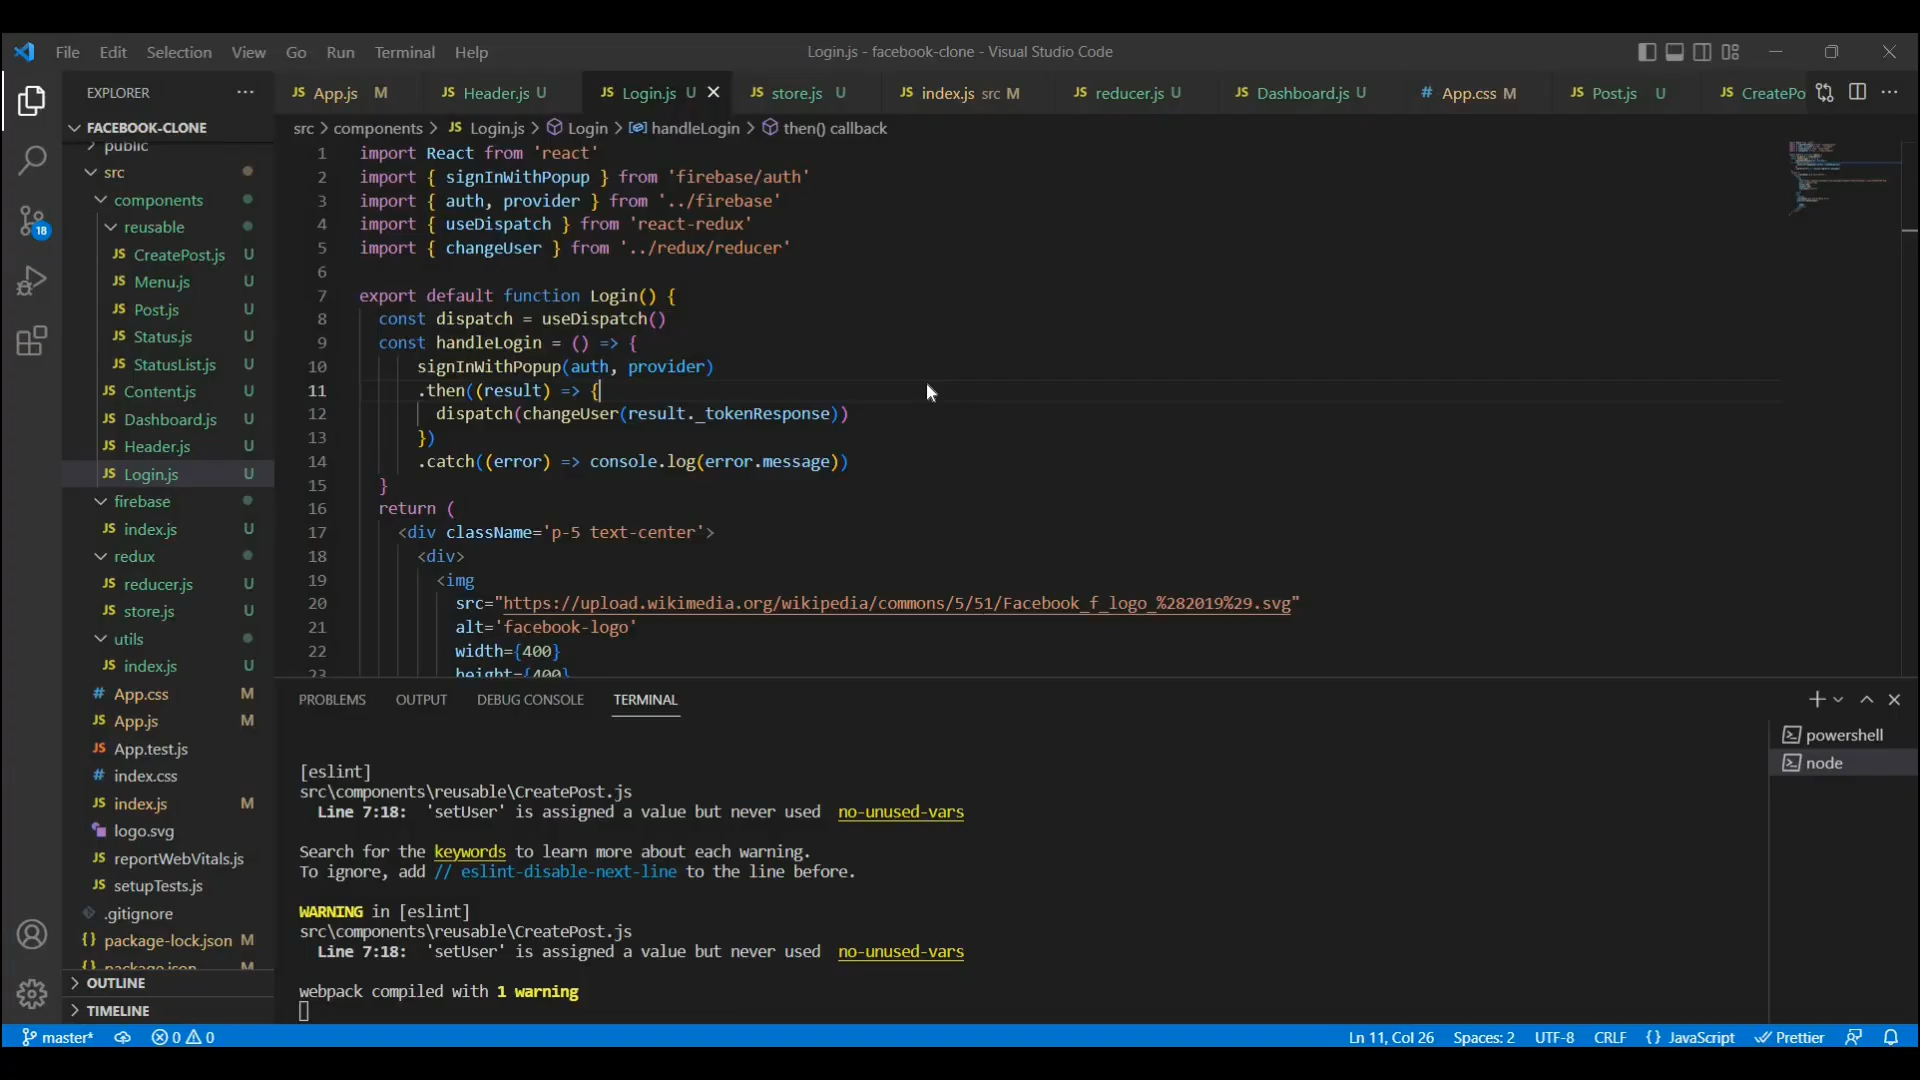 File Edit Selection View Go Run Terminal Help
Login.js - facebook-clone - Visual Studio Code
EXPLORER
JS App.js M
JS Header.js U
JS Login.js U
JS store.js U
JS index.js src M
JS reducer.js U
JS Dashboard.js U
# App.css M
JS Post.js U
JS CreatePo
FACEBOOK-CLONE
public
src
components
reusable
JS CreatePost.js U
JS Menu.js U
JS Post.js U
JS Status.js U
JS StatusList.js U
JS Content.js U
JS Dashboard.js U
JS Header.js U
JS Login.js U
firebase
JS index.js U
redux
JS reducer.js U
JS store.js U
utils
JS index.js U
# App.css M
JS App.js M
JS App.test.js
# index.css
JS index.js M
logo.svg
JS reportWebVitals.js
JS setupTests.js
.gitignore
{} package-lock.json M
{} package.json M
OUTLINE
TIMELINE
18
src > components > JS Login.js > Login > handleLogin > then() callback
1 import React from 'react'
2 import { signInWithPopup } from 'firebase/auth'
3 import { auth, provider } from '../firebase'
4 import { useDispatch } from 'react-redux'
5 import { changeUser } from '../redux/reducer'
6
7 export default function Login() {
8 const dispatch = useDispatch()
9 const handleLogin = () => {
10 signInWithPopup(auth, provider)
11 .then((result) => {
12 dispatch(changeUser(result._tokenResponse))
13 })
14 .catch((error) => console.log(error.message))
15 }
16 return (
17 <div className='p-5 text-center'>
18 <div>
19 <img
20 src="https://upload.wikimedia.org/wikipedia/commons/5/51/Facebook_f_logo_%282019%29.svg"
21 alt='facebook-logo'
22 width={400}
23 height={400}
PROBLEMS OUTPUT DEBUG CONSOLE TERMINAL
powershell
node
[eslint]
src\components\reusable\CreatePost.js
Line 7:18: 'setUser' is assigned a value but never used no-unused-vars
Search for the keywords to learn more about each warning.
To ignore, add // eslint-disable-next-line to the line before.
WARNING in [eslint]
src\components\reusable\CreatePost.js
Line 7:18: 'setUser' is assigned a value but never used no-unused-vars
webpack compiled with 1 warning
master* 0 0
Ln 11, Col 26 Spaces: 2 UTF-8 CRLF {} JavaScript Prettier